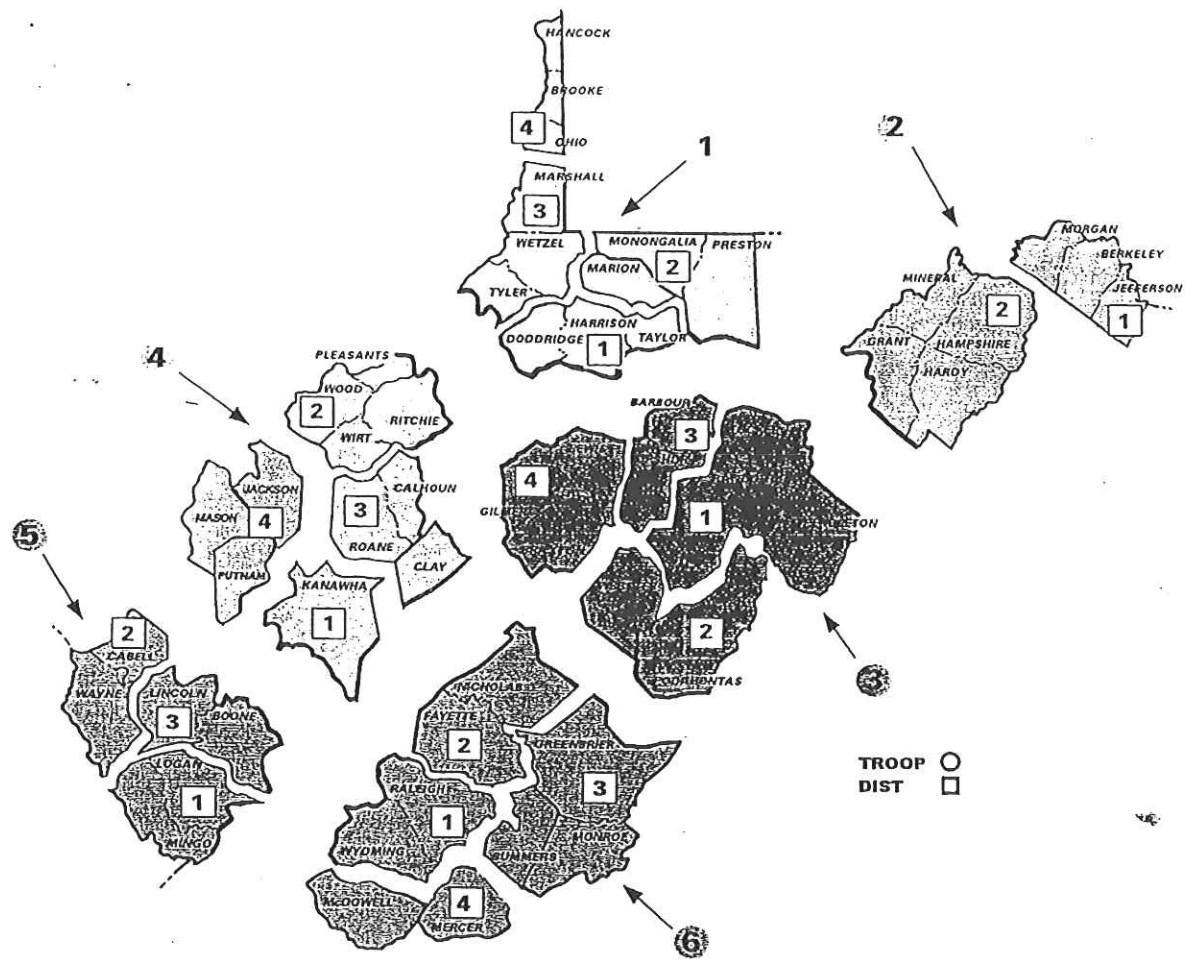 HANCOCK
BROOKE
4
OHIO
MARSHALL
3
1
WETZEL
MONONGALIA
PRESTON
MARION
2
TYLER
HARRISON
DODDRIDGE
1
TAYLOR
2
MORGAN
BERKELEY
JEFFERSON
1
MINERAL
2
GRANT
HAMPSHIRE
HARDY
4
PLEASANTS
WOOD
2
RITCHIE
WIRT
JACKSON
MASON
4
PUTNAM
CALHOUN
3
ROANE
CLAY
KANAWHA
1
BARBOUR
3
4
1
2
POCAHONTAS
3
5
2
CABELL
WAYNE
LINCOLN
3
BOONE
LOGAN
1
MINGO
NICHOLAS
FAYETTE
2
GREENBRIER
3
RALEIGH
1
WYOMING
SUMMERS
MONROE
MCDOWELL
4
MERCER
6
TROOP
DIST